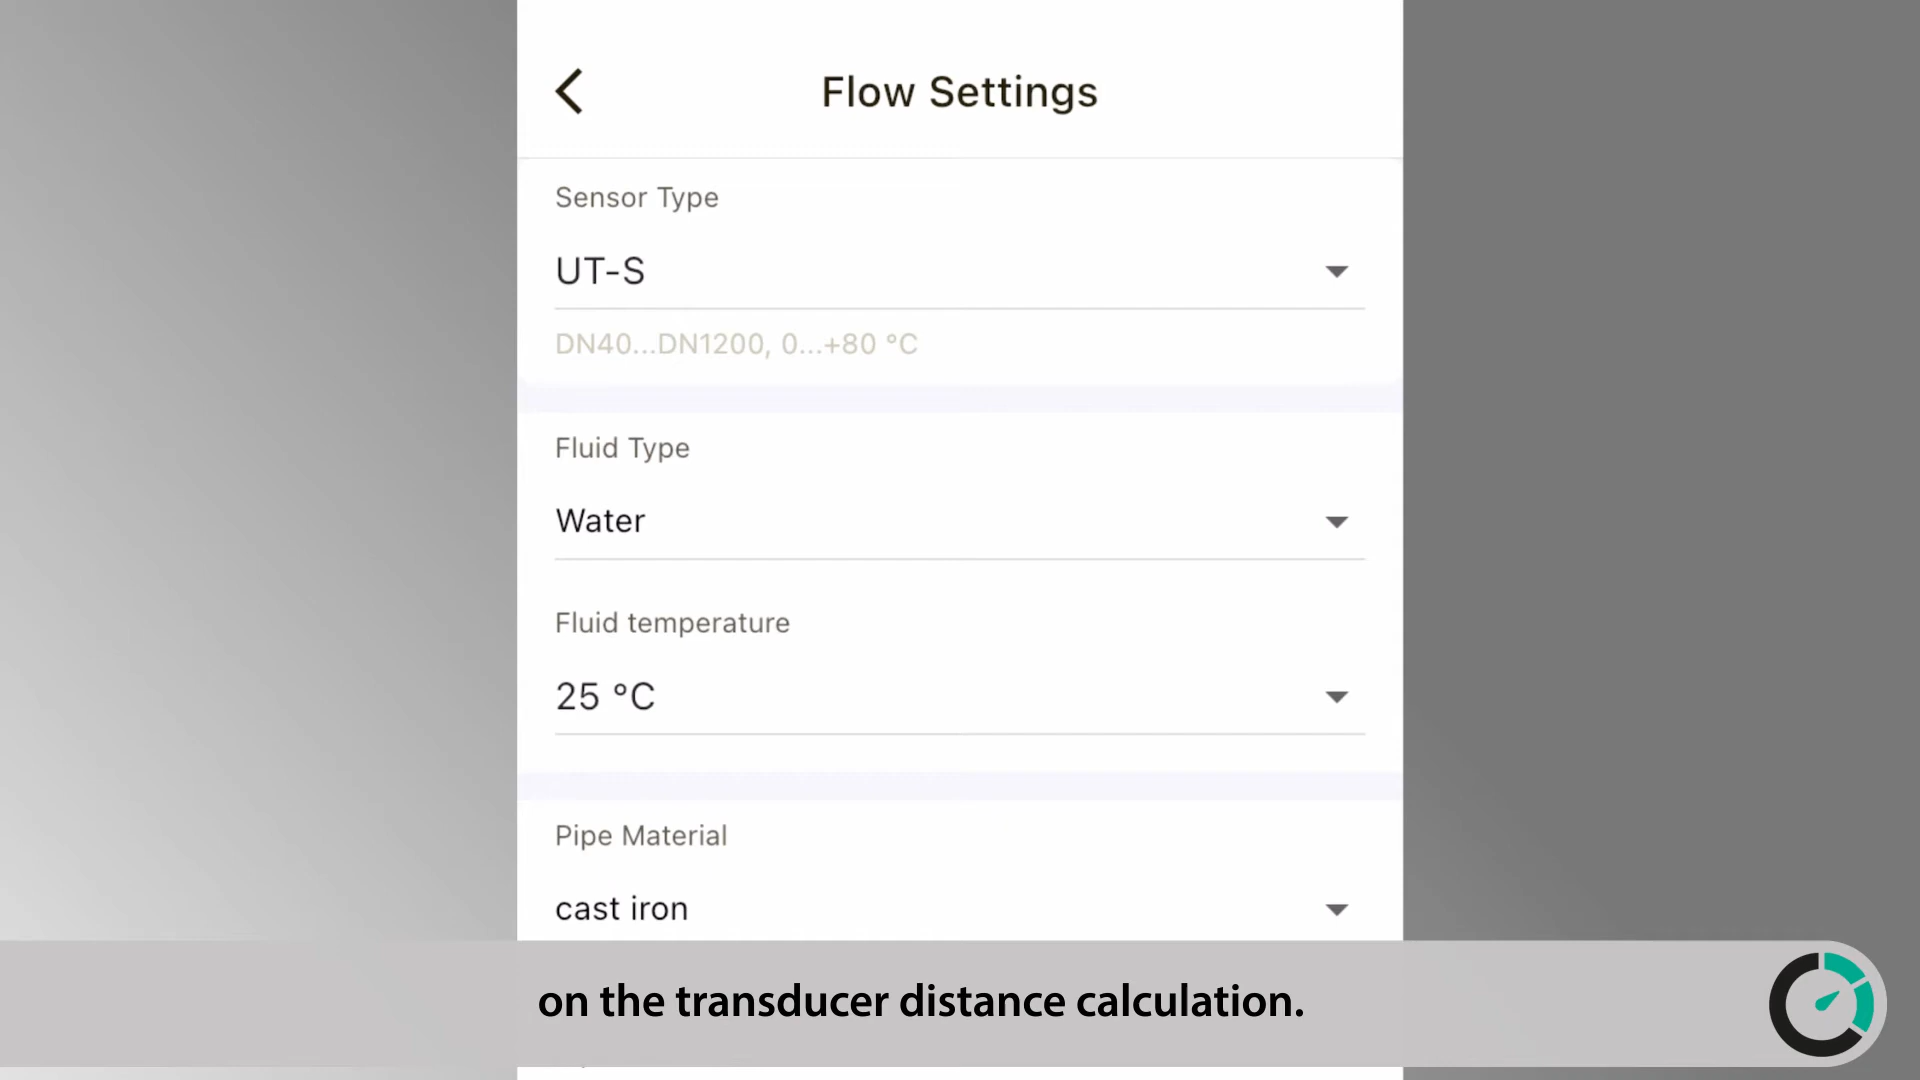 Flow Settings
Sensor Type
UT-S
DN40...DN1200, 0...+80 °C
Fluid Type
Water
Fluid temperature
25 °C
Pipe Material
cast iron
on the transducer distance calculation.